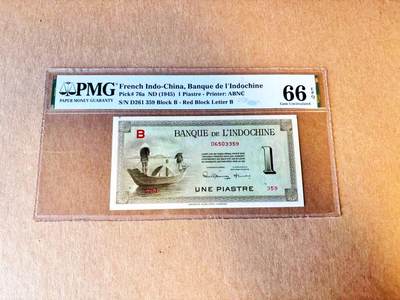 PMG
PAPER MONEY GUARANTY
French Indo-China, Banque de l'Indochine
Pick# 76a ND (1945) 1 Piastre - Printer: ABNC
S/N D261 359 Block B - Red Block Letter B
66 EPQ
Gem Uncirculated
B
BANQUE DE L'INDOCHINE
06503359
1
UNE PIASTRE
359